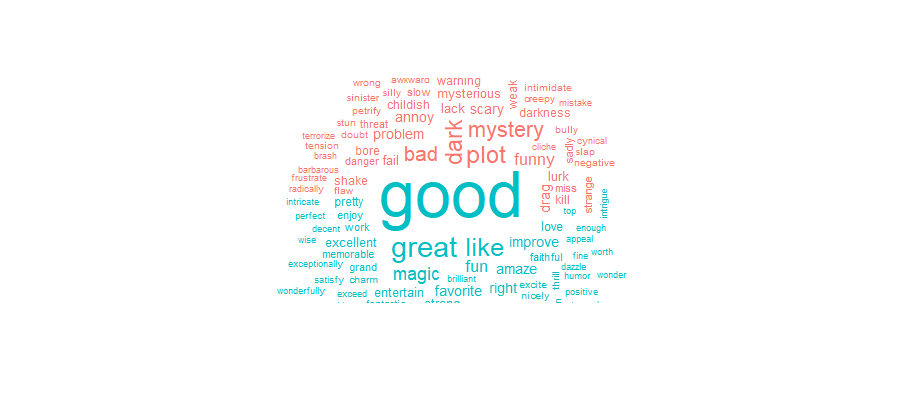 wrong awkward warning
sinister silly slow mysterious weak intimidate
petrify childish lack scary creepy mistake
stun threat annoy darkness
terrorize doubt problem dark mystery bully
tension cliche sadly cynical
brash bore bad plot funny slap
barbarous danger fail negative
frustrate shake good drag lurk strange
radically flaw miss
intricate pretty kill intrigue
perfect enjoy top
decent work love enough
wise excellent great like improve appeal
memorable faithful fine worth
exceptionally grand magic fun amaze dazzle
satisfy charm brilliant thrill humor wonder
wonderfully exceed entertain favorite right excite positive
nicely